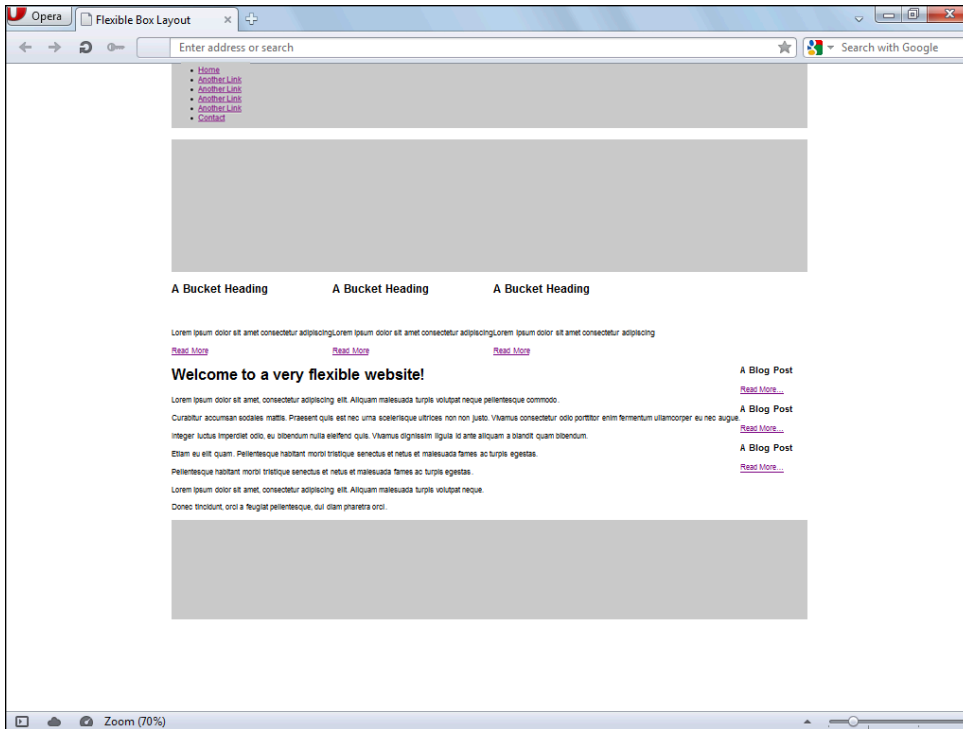 Opera
Flexible Box Layout
Enter address or search
Search with Google
Home
Another Link
Another Link
Another Link
Another Link
Contact
A Bucket Heading A Bucket Heading A Bucket Heading
Lorem ipsum dolor sit amet consectetur adipiscingLorem ipsum dolor sit amet consectetur adipiscingLorem ipsum dolor sit amet consectetur adipiscing
Read More Read More Read More
Welcome to a very flexible website!
Lorem ipsum dolor sit amet, consectetur adipiscing elit. Aliquam malesuada turpis volutpat neque pellentesque commodo.
Curabitur accumsan sodales mattis. Praesent quis est nec urna scelerisque ultrices non non justo. Vivamus consectetur odio porttitor enim fermentum ullamcorper eu nec augue.
Integer luctus imperdiet odio, eu bibendum nulla eleifend quis. Vivamus dignissim ligula id ante aliquam a blandit quam bibendum.
Etiam eu elit quam. Pellentesque habitant morbi tristique senectus et netus et malesuada fames ac turpis egestas.
Pellentesque habitant morbi tristique senectus et netus et malesuada fames ac turpis egestas.
Lorem ipsum dolor sit amet, consectetur adipiscing elit. Aliquam malesuada turpis volutpat neque.
Donec tincidunt, orci a feugiat pellentesque, dui diam pharetra orci.
A Blog Post
Read More...
A Blog Post
Read More...
A Blog Post
Read More...
Zoom (70%)